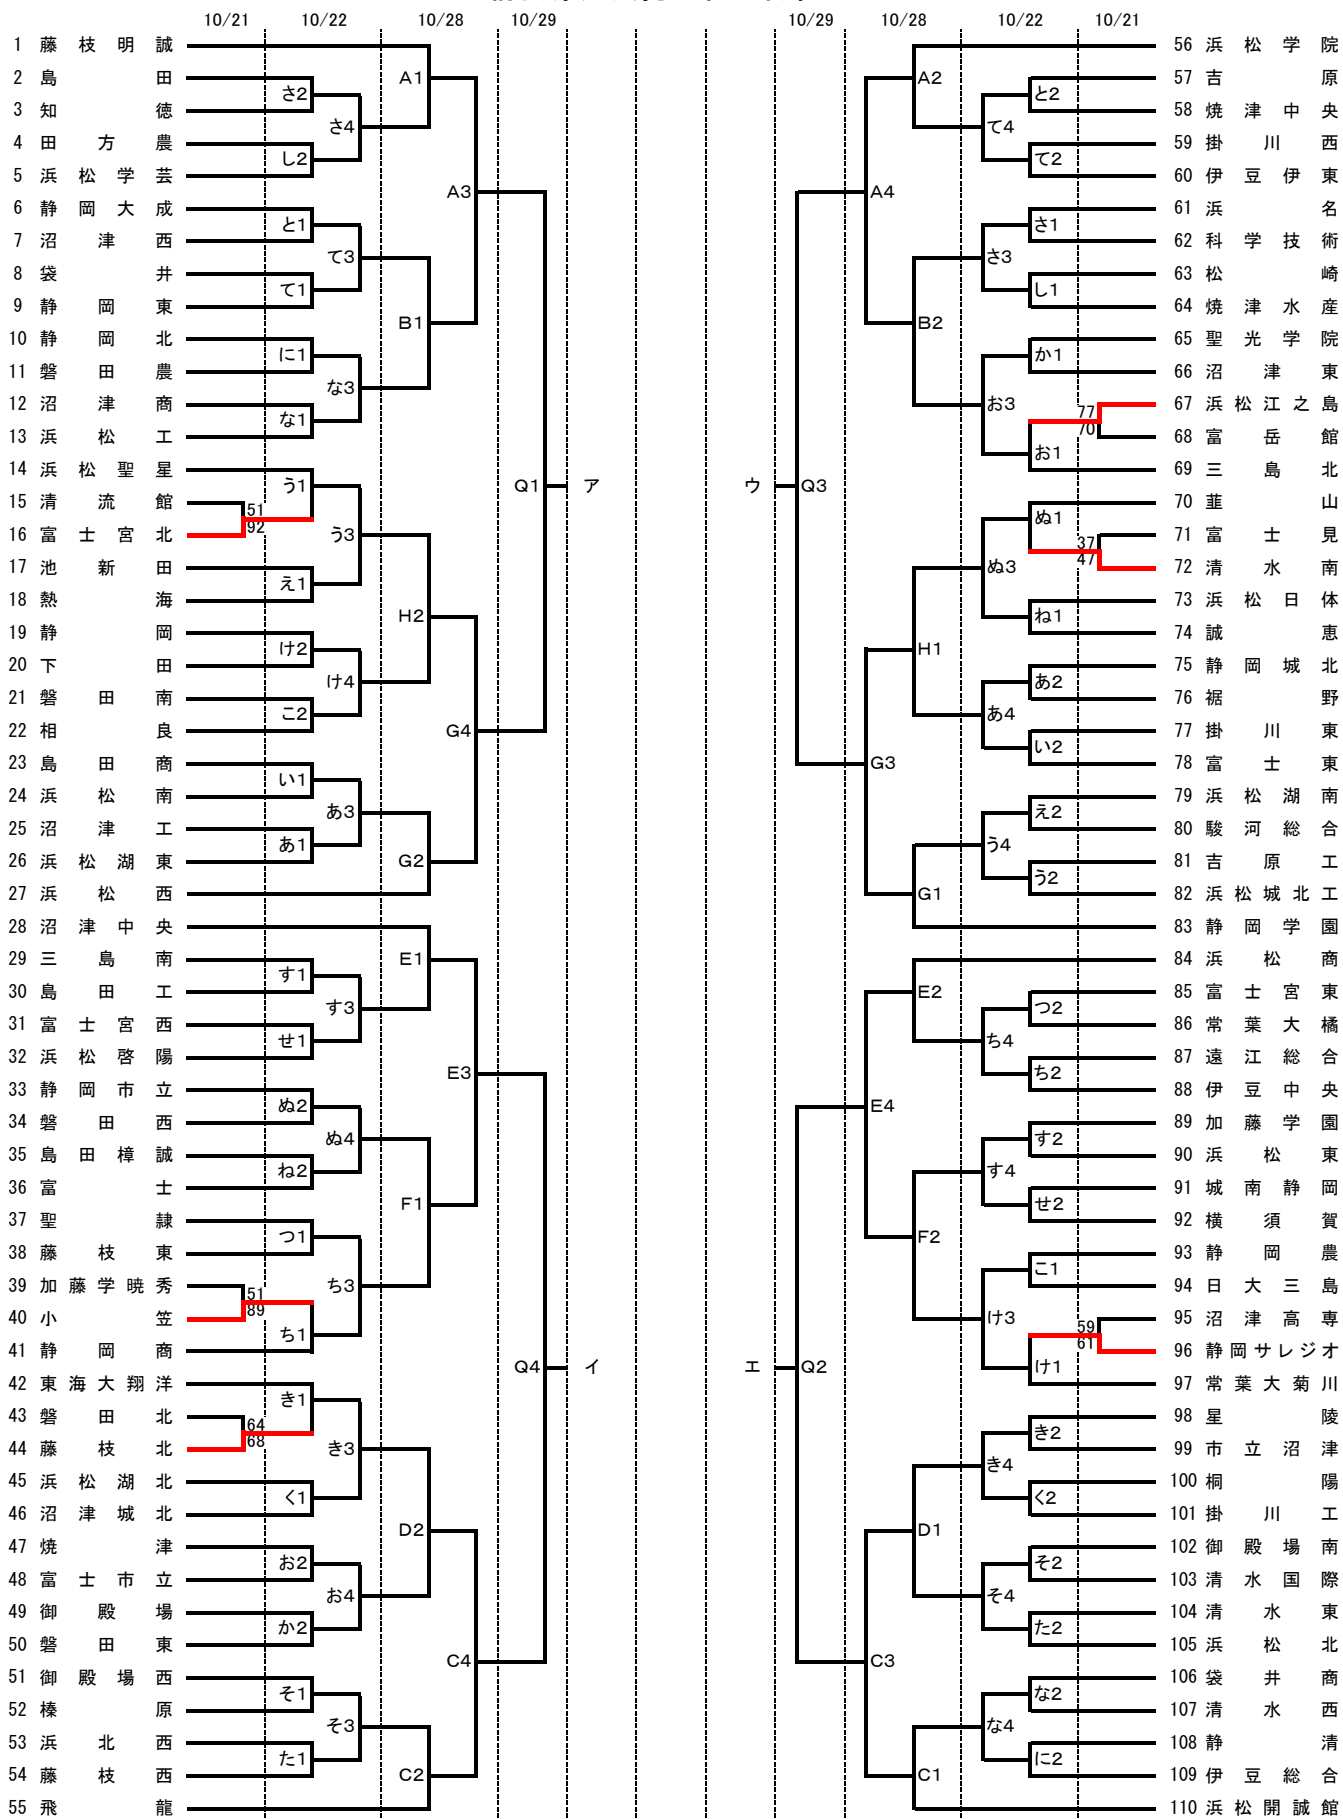 10/21 10/22 10/28 10/29 10/29 10/28 10/22 10/21
1 藤枝明誠
2 島田
3 知徳
4 田方農
5 浜松学芸
6 静岡大成
7 沼津西
8 袋井
9 静岡東
10 静岡北
11 磐田農
12 沼津商
13 浜松工
14 浜松聖星
15 清流館
16 富士宮北
17 池新田
18 熱海
19 静岡
20 下田
21 磐田南
22 相良
23 島田商
24 浜松南
25 沼津工
26 浜松湖東
27 浜松西
28 沼津中央
29 三島南
30 島田工
31 富士宮西
32 浜松啓陽
33 静岡市立
34 磐田西
35 島田樟誠
36 富士
37 聖隷
38 藤枝東
39 加藤学暁秀
40 小笠
41 静岡商
42 東海大翔洋
43 磐田北
44 藤枝北
45 浜松湖北
46 沼津城北
47 焼津
48 富士市立
49 御殿場
50 磐田東
51 御殿場西
52 榛原
53 浜北西
54 藤枝西
55 飛龍
さ2
し2
と1
て1
に1
な1
う1
51
92
え1
け2
こ2
い1
あ1
す1
せ1
ぬ2
ね2
つ1
51
89
ち1
き1
64
68
く1
お2
か2
そ1
た1
さ4
て3
な3
う3
け4
あ3
す3
ぬ4
ち3
き3
お4
そ3
A1
B1
H2
G2
E1
F1
D2
C2
A3
G4
E3
C4
Q1
Q4
ア
イ
ウ
エ
Q3
Q2
A4
G3
E4
C3
A2
B2
H1
G1
E2
F2
D1
C1
て4
さ3
お3
ぬ3
あ4
う4
ち4
す4
け3
き4
そ4
な4
と2
て2
さ1
し1
か1
77
70
お1
ぬ1
37
47
ね1
あ2
い2
え2
う2
つ2
ち2
す2
せ2
こ1
59
61
け1
き2
く2
そ2
た2
な2
に2
56 浜松学院
57 吉原
58 焼津中央
59 掛川西
60 伊豆伊東
61 浜名
62 科学技術
63 松崎
64 焼津水産
65 聖光学院
66 沼津東
67 浜松江之島
68 富岳館
69 三島北
70 韮山
71 富士見
72 清水南
73 浜松日体
74 誠恵
75 静岡城北
76 裾野
77 掛川東
78 富士東
79 浜松湖南
80 駿河総合
81 吉原工
82 浜松城北工
83 静岡学園
84 浜松商
85 富士宮東
86 常葉大橘
87 遠江総合
88 伊豆中央
89 加藤学園
90 浜松東
91 城南静岡
92 横須賀
93 静岡農
94 日大三島
95 沼津高専
96 静岡サレジオ
97 常葉大菊川
98 星陵
99 市立沼津
100 桐陽
101 掛川工
102 御殿場南
103 清水国際
104 清水東
105 浜松北
106 袋井商
107 清水西
108 静清
109 伊豆総合
110 浜松開誠館